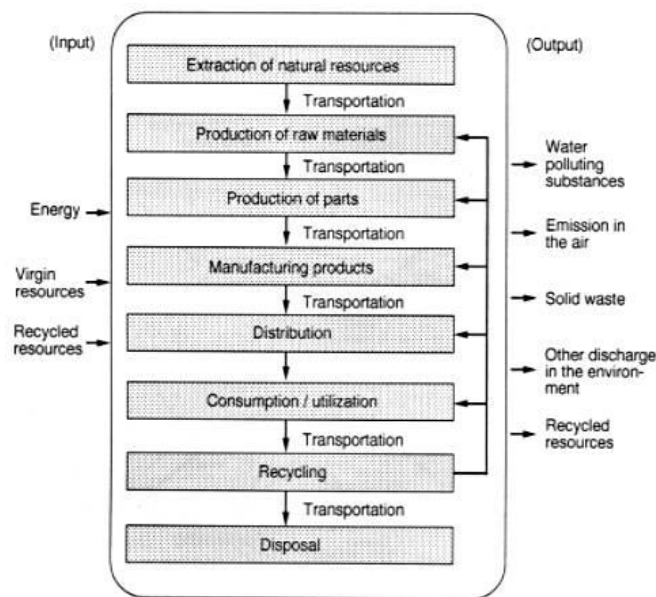 (Input)
(Output)
Extraction of natural resources
Transportation
Production of raw materials
Transportation
Production of parts
Transportation
Manufacturing products
Transportation
Distribution
Consumption / utilization
Transportation
Recycling
Transportation
Disposal
Energy
Virgin
resources
Recycled
resources
Water
polluting
substances
Emission in
the air
Solid waste
Other discharge
in the environ-
ment
Recycled
resources